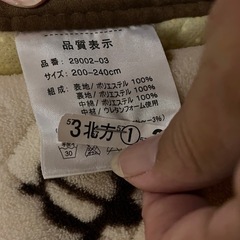 品質表示
品番: 29002-03
サイズ: 200-240cm
組成: 表地/ポリエステル 100%
裏地/ポリエステル 100%
中綿/ポリエステル 100%
中材/ウレタンフォーム使用
~3%)
3北方①
30